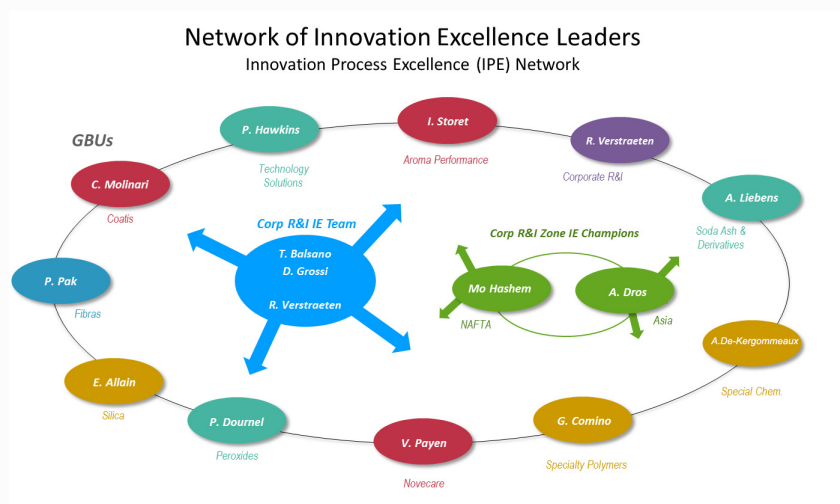 Network of Innovation Excellence Leaders
Innovation Process Excellence (IPE) Network
GBUs
P. Hawkins
Technology
Solutions
I. Storet
Aroma Performance
R. Verstraeten
Corporate R&I
C. Molinari
Coatis
A. Liebens
Soda Ash &
Derivatives
Corp R&I IE Team
T. Balsano
D. Grossi
R. Verstraeten
Corp R&I Zone IE Champions
Mo Hashem
NAFTA
A. Dros
Asia
P. Pak
Fibras
A.De-Kergommeaux
Special Chem.
E. Allain
Silica
P. Dournel
Peroxides
V. Payen
Novecare
G. Comino
Specialty Polymers